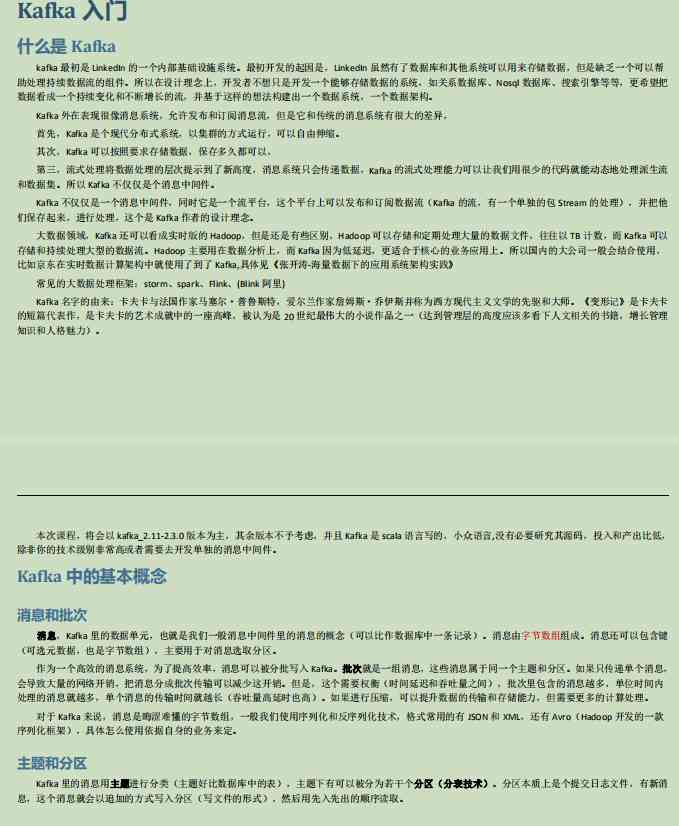 Kafka 入门
什么是 Kafka
kafka 最初是 LinkedIn 的一个内部基础设施系统。最初开发的起因是，LinkedIn 虽然有了数据库和其他系统可以用来存储数据，但是缺乏一个可以帮
助处理持续数据流的组件。所以在设计理念上，开发者不想只是开发一个能够存储数据的系统，如关系数据库、Nosql 数据库、搜索引擎等等，更希望把
数据看成一个持续变化和不断增长的流，并基于这样的想法构建出一个数据系统，一个数据架构。
Kafka 外在表现很像消息系统，允许发布和订阅消息流，但是它和传统的消息系统有很大的差异，
首先，Kafka 是个现代分布式系统，以集群的方式运行，可以自由伸缩。
其次，Kafka 可以按照要求存储数据，保存多久都可以，
第三，流式处理将数据处理的层次提示到了新高度，消息系统只会传递数据，Kafka 的流式处理能力可以让我们用很少的代码就能动态地处理派生流
和数据集。所以 Kafka 不仅仅是个消息中间件。
Kafka 不仅仅是一个消息中间件，同时它是一个流平台，这个平台上可以发布和订阅数据流（Kafka 的流，有一个单独的包 Stream 的处理），并把他
们保存起来，进行处理，这个是 Kafka 作者的设计理念。
大数据领域，Kafka 还可以看成实时版的 Hadoop，但是还是有些区别，Hadoop 可以存储和定期处理大量的数据文件，往往以 TB 计数，而 Kafka 可以
存储和持续处理大型的数据流。Hadoop 主要用在数据分析上，而 Kafka 因为低延迟，更适合于核心的业务应用上。所以国内的大公司一般会结合使用，
比如京东在实时数据计算架构中就使用了到了 Kafka,具体见《张开涛-海量数据下的应用系统架构实践》
常见的大数据处理框架：storm、spark、Flink、(Blink 阿里)
Kafka 名字的由来：卡夫卡与法国作家马塞尔·普鲁斯特，爱尔兰作家詹姆斯·乔伊斯并称为西方现代主义文学的先驱和大师。《变形记》是卡夫卡
的短篇代表作，是卡夫卡的艺术成就中的一座高峰，被认为是 20 世纪最伟大的小说作品之一（达到管理层的高度应该多看下人文相关的书籍，增长管理
知识和人格魅力）。
本次课程，将会以 kafka_2.11-2.3.0 版本为主，其余版本不予考虑，并且 Kafka 是 scala 语言写的，小众语言,没有必要研究其源码，投入和产出比低，
除非你的技术级别非常高或者需要去开发单独的消息中间件。
Kafka 中的基本概念
消息和批次
消息，Kafka 里的数据单元，也就是我们一般消息中间件里的消息的概念（可以比作数据库中一条记录）。消息由字节数组组成。消息还可以包含键
（可选元数据，也是字节数组），主要用于对消息选取分区。
作为一个高效的消息系统，为了提高效率，消息可以被分批写入 Kafka。批次就是一组消息，这些消息属于同一个主题和分区。如果只传递单个消息，
会导致大量的网络开销，把消息分成批次传输可以减少这开销。但是，这个需要权衡（时间延迟和吞吐量之间），批次里包含的消息越多，单位时间内
处理的消息就越多，单个消息的传输时间就越长（吞吐量高延时也高）。如果进行压缩，可以提升数据的传输和存储能力，但需要更多的计算处理。
对于 Kafka 来说，消息是晦涩难懂的字节数组，一般我们使用序列化和反序列化技术，格式常用的有 JSON 和 XML，还有 Avro（Hadoop 开发的一款
序列化框架），具体怎么使用依据自身的业务来定。
主题和分区
Kafka 里的消息用主题进行分类（主题好比数据库中的表），主题下有可以被分为若干个分区（分表技术）。分区本质上是个提交日志文件，有新消
息，这个消息就会以追加的方式写入分区（写文件的形式），然后用先入先出的顺序读取。